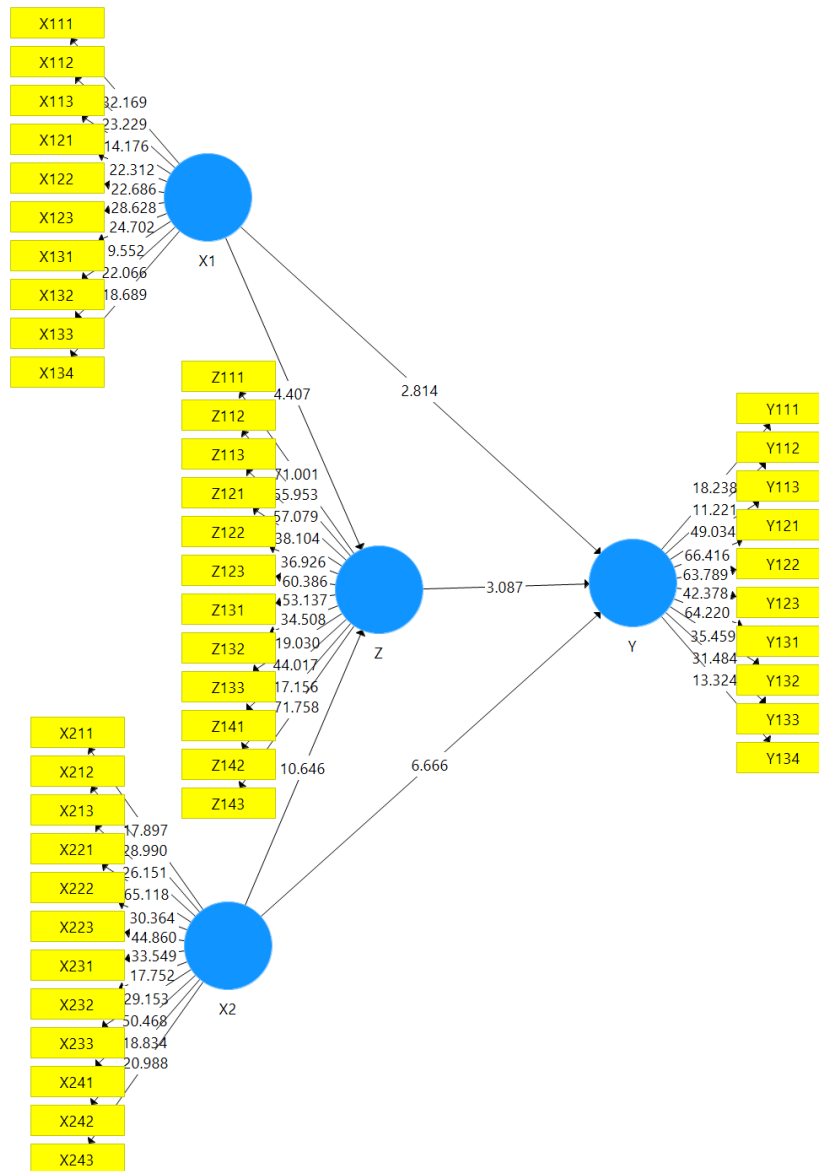 X111
X112
X113
X121
X122
X123
X131
X132
X133
X134
32.169
23.229
14.176
22.312
22.686
28.628
24.702
9.552
22.066
18.689
X1
4.407
2.814
Z111
Z112
Z113
Z121
Z122
Z123
Z131
Z132
Z133
Z141
Z142
Z143
71.001
55.953
57.079
38.104
36.926
60.386
53.137
34.508
19.030
44.017
17.156
71.758
Z
3.087
Y
18.238
11.221
49.034
66.416
63.789
42.378
64.220
35.459
31.484
13.324
Y111
Y112
Y113
Y121
Y122
Y123
Y131
Y132
Y133
Y134
10.646
6.666
X211
X212
X213
X221
X222
X223
X231
X232
X233
X241
X242
X243
17.897
28.990
26.151
65.118
30.364
44.860
33.549
17.752
29.153
50.468
18.834
20.988
X2